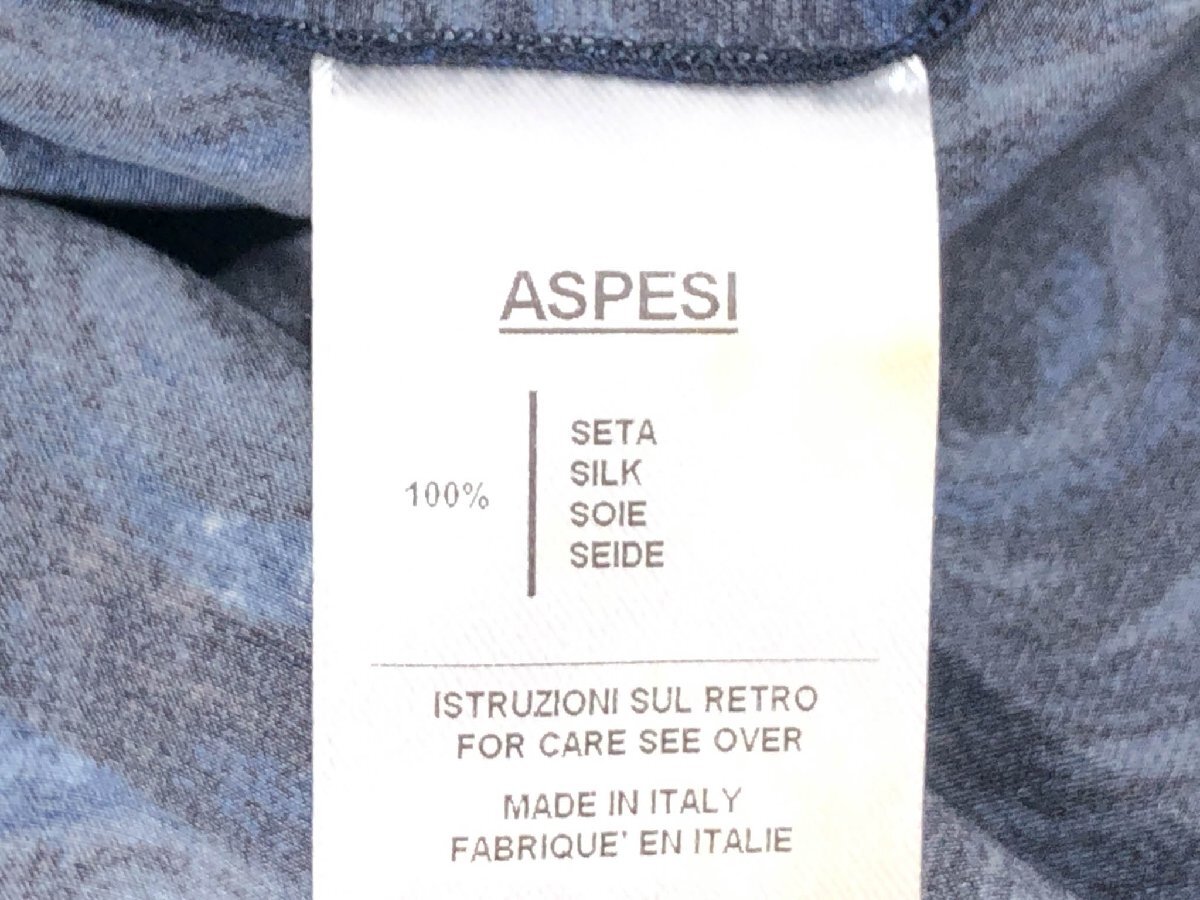 ASPESI
100%
SETA
SILK
SOIE
SEIDE
ISTRUZIONI SUL RETRO
FOR CARE SEE OVER
MADE IN ITALY
FABRIQUE' EN ITALIE